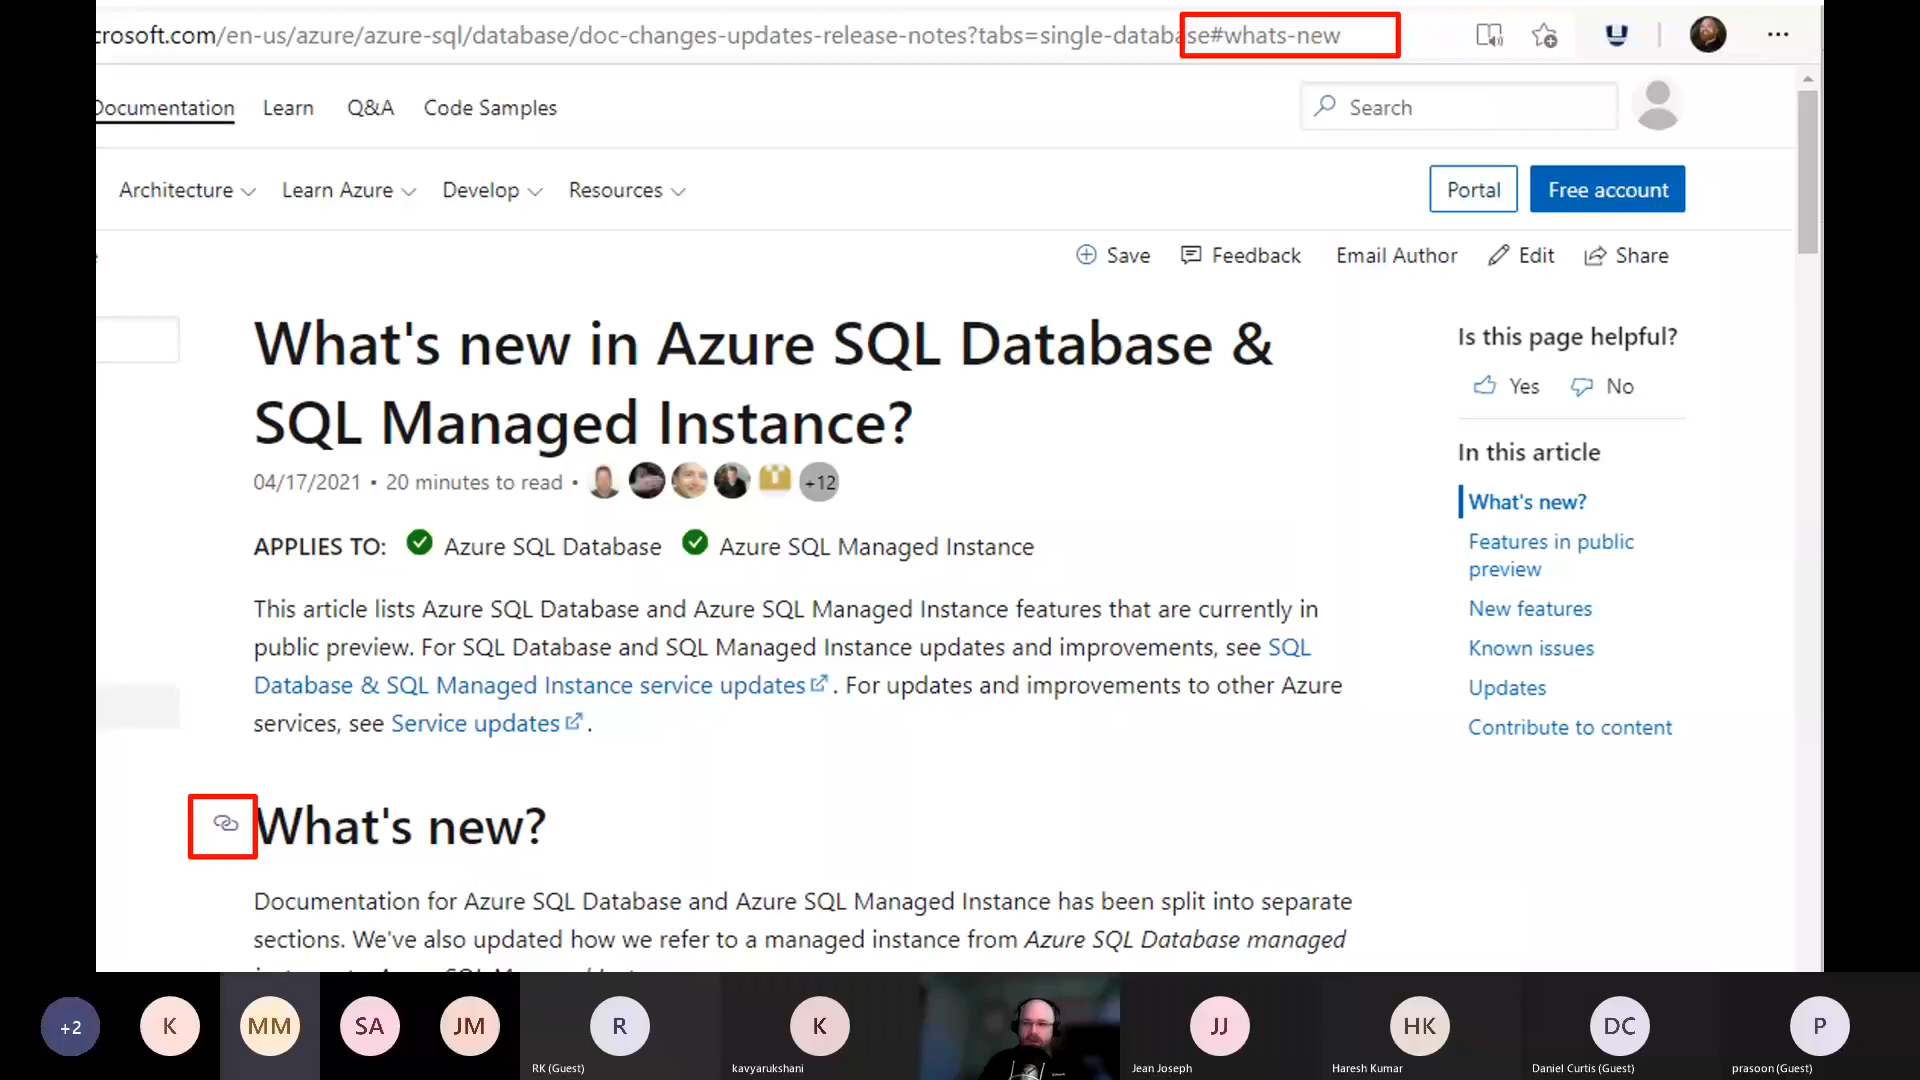 crosoft.com/en-us/azure/azure-sql/database/doc-changes-updates-release-notes?tabs=single-database#whats-new
Documentation Learn Q&A Code Samples
Search
Architecture Learn Azure Develop Resources
Portal Free account
Save Feedback Email Author Edit Share
What's new in Azure SQL Database &
SQL Managed Instance?
04/17/2021 • 20 minutes to read •
+12
APPLIES TO: Azure SQL Database Azure SQL Managed Instance
This article lists Azure SQL Database and Azure SQL Managed Instance features that are currently in
public preview. For SQL Database and SQL Managed Instance updates and improvements, see SQL
Database & SQL Managed Instance service updates . For updates and improvements to other Azure
services, see Service updates .
What's new?
Documentation for Azure SQL Database and Azure SQL Managed Instance has been split into separate
sections. We've also updated how we refer to a managed instance from Azure SQL Database managed
Is this page helpful?
Yes No
In this article
What's new?
Features in public
preview
New features
Known issues
Updates
Contribute to content
+2 K MM SA JM R K JJ HK DC P
RK (Guest) kavyarukshani Jean Joseph Haresh Kumar Daniel Curtis (Guest) prasoon (Guest)